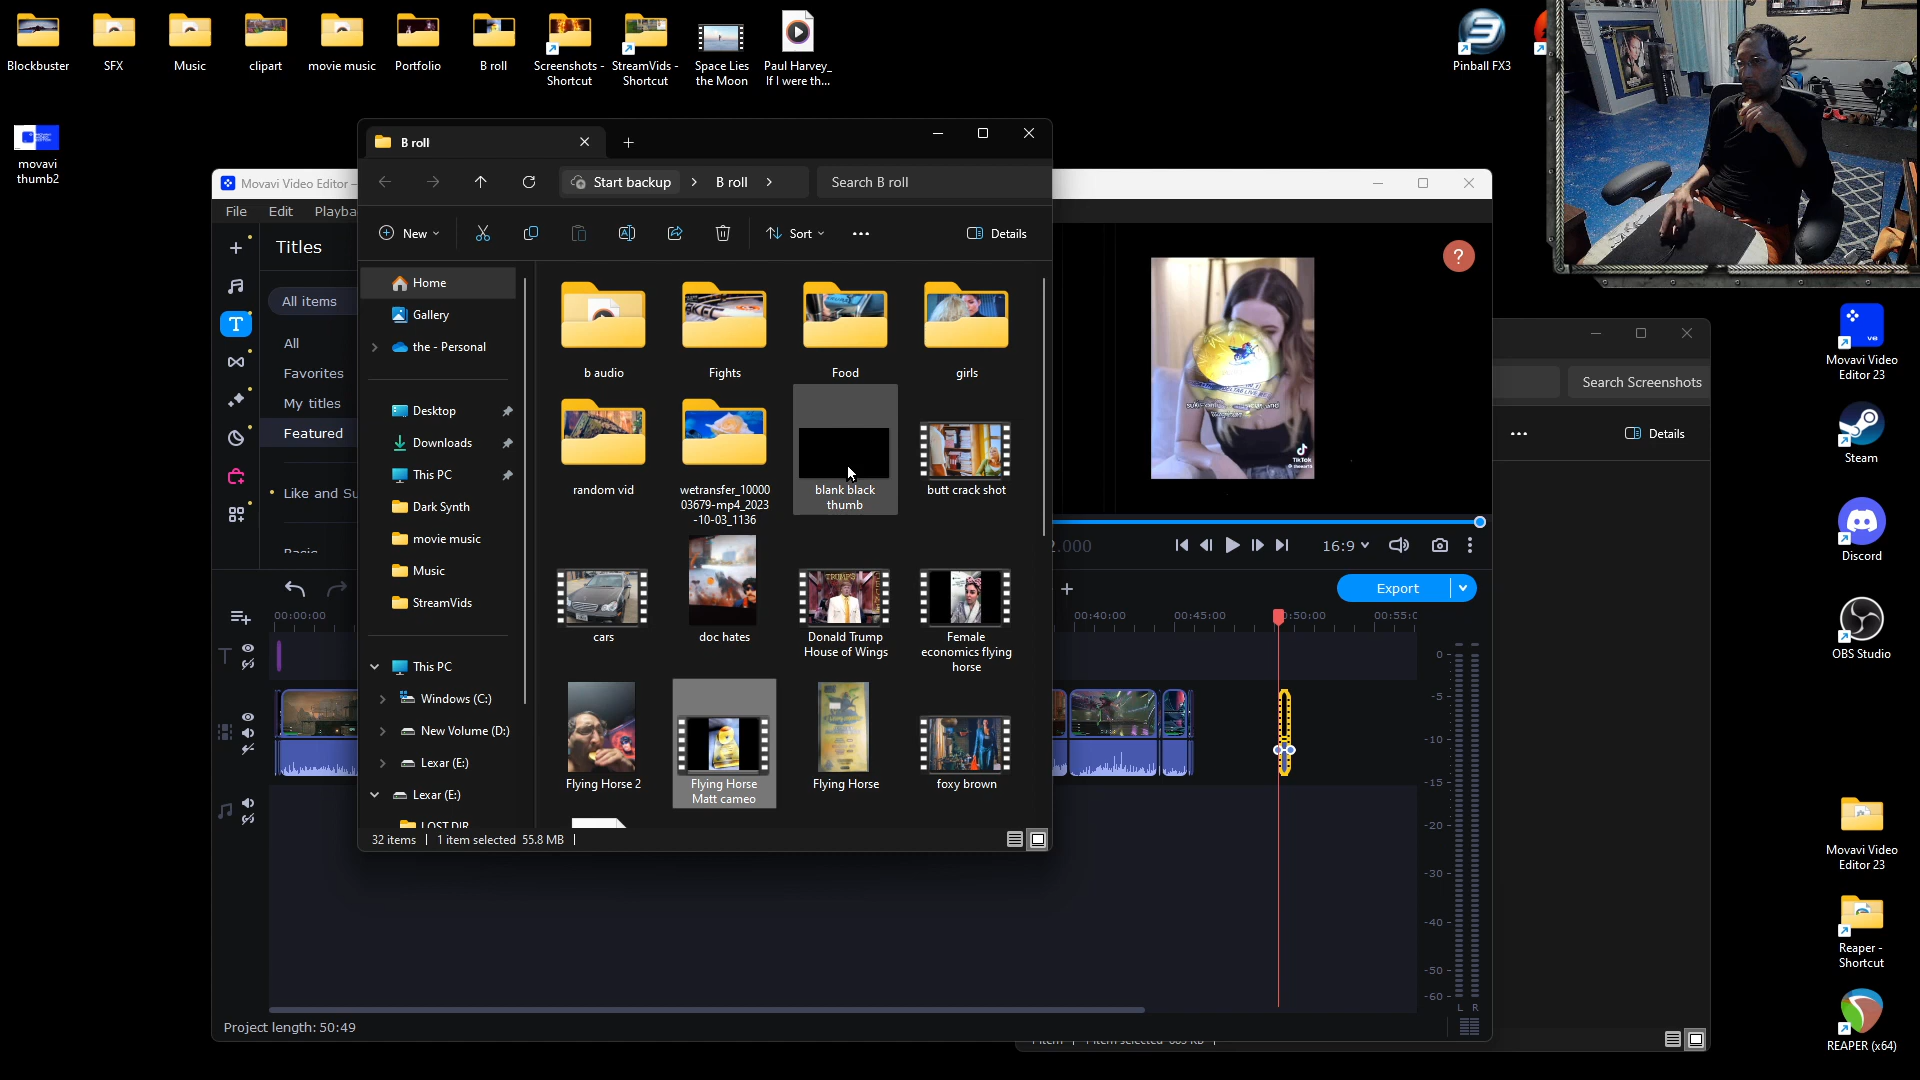 Blockbuster
SFX
Music
clipart
movie music
Portfolio
B roll
Screenshots -
Shortcut
StreamVids -
Shortcut
Space Lies
the Moon
Paul Harvey_
If I were th...
Pinball FX3
movavi
thumb2
B roll
Start backup
B roll
Search B roll
New
Sort
Details
Home
Gallery
the - Personal
Desktop
Downloads
This PC
Dark Synth
movie music
Music
StreamVids
This PC
Windows (C:)
New Volume (D:)
Lexar (E:)
Lexar (E:)
LOST.DIR
b audio
Fights
Food
girls
random vid
wetransfer_10000
03679-mp4_2023
-10-03_1136
blank black
thumb
butt crack shot
cars
doc hates
Donald Trump
House of Wings
Female
economics flying
horse
Flying Horse 2
Flying Horse
Matt cameo
Flying Horse
foxy brown
32 items
1 item selected 55.8 MB
Movavi Video Editor –
File
Edit
Playba
Titles
All items
All
Favorites
My titles
Featured
Like and Su
Basic
?
TikTok
16:9
Export
00:00:00
00:40:00
00:45:00
:50:00
00:55:
0
-5
-10
-15
-20
-30
-40
-50
-60
L R
Project length: 50:49
Search Screenshots
Details
Movavi Video
Editor 23
Steam
Discord
OBS Studio
Movavi Video
Editor 23
Reaper -
Shortcut
REAPER (x64)